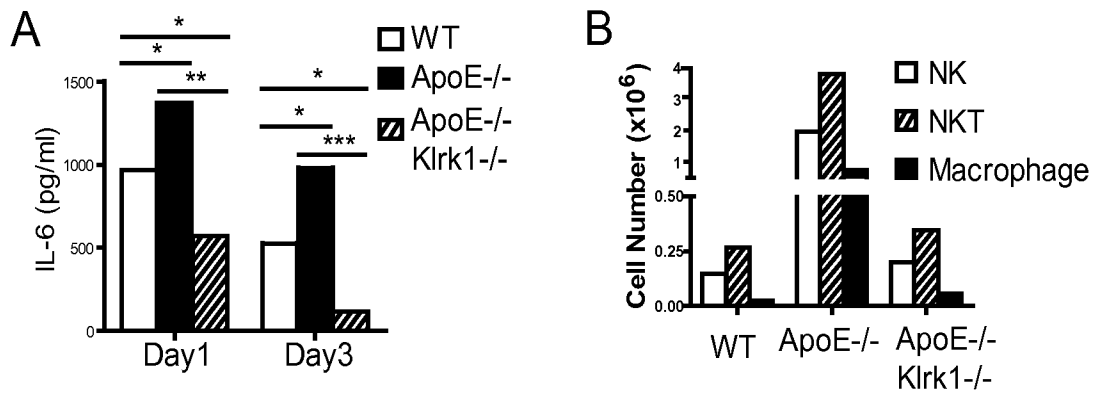 A
*
*
**
WT
ApoE-/-
ApoE-/-
Klrk1-/-
*
*
***
IL-6 (pg/ml)
1500
1000
500
0
Day1
Day3
B
NK
NKT
Macrophage
Cell Number (x10⁶)
4
3
2
1
0.50
0.25
0.00
WT
ApoE-/-
ApoE-/-
Klrk1-/-